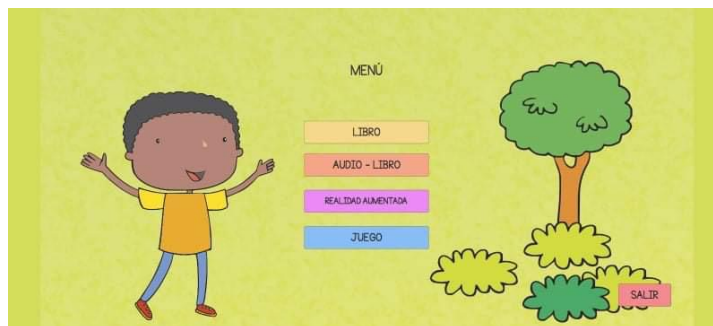 MENÚ
LIBRO
AUDIO - LIBRO
REALIDAD AUMENTADA
JUEGO
SALIR